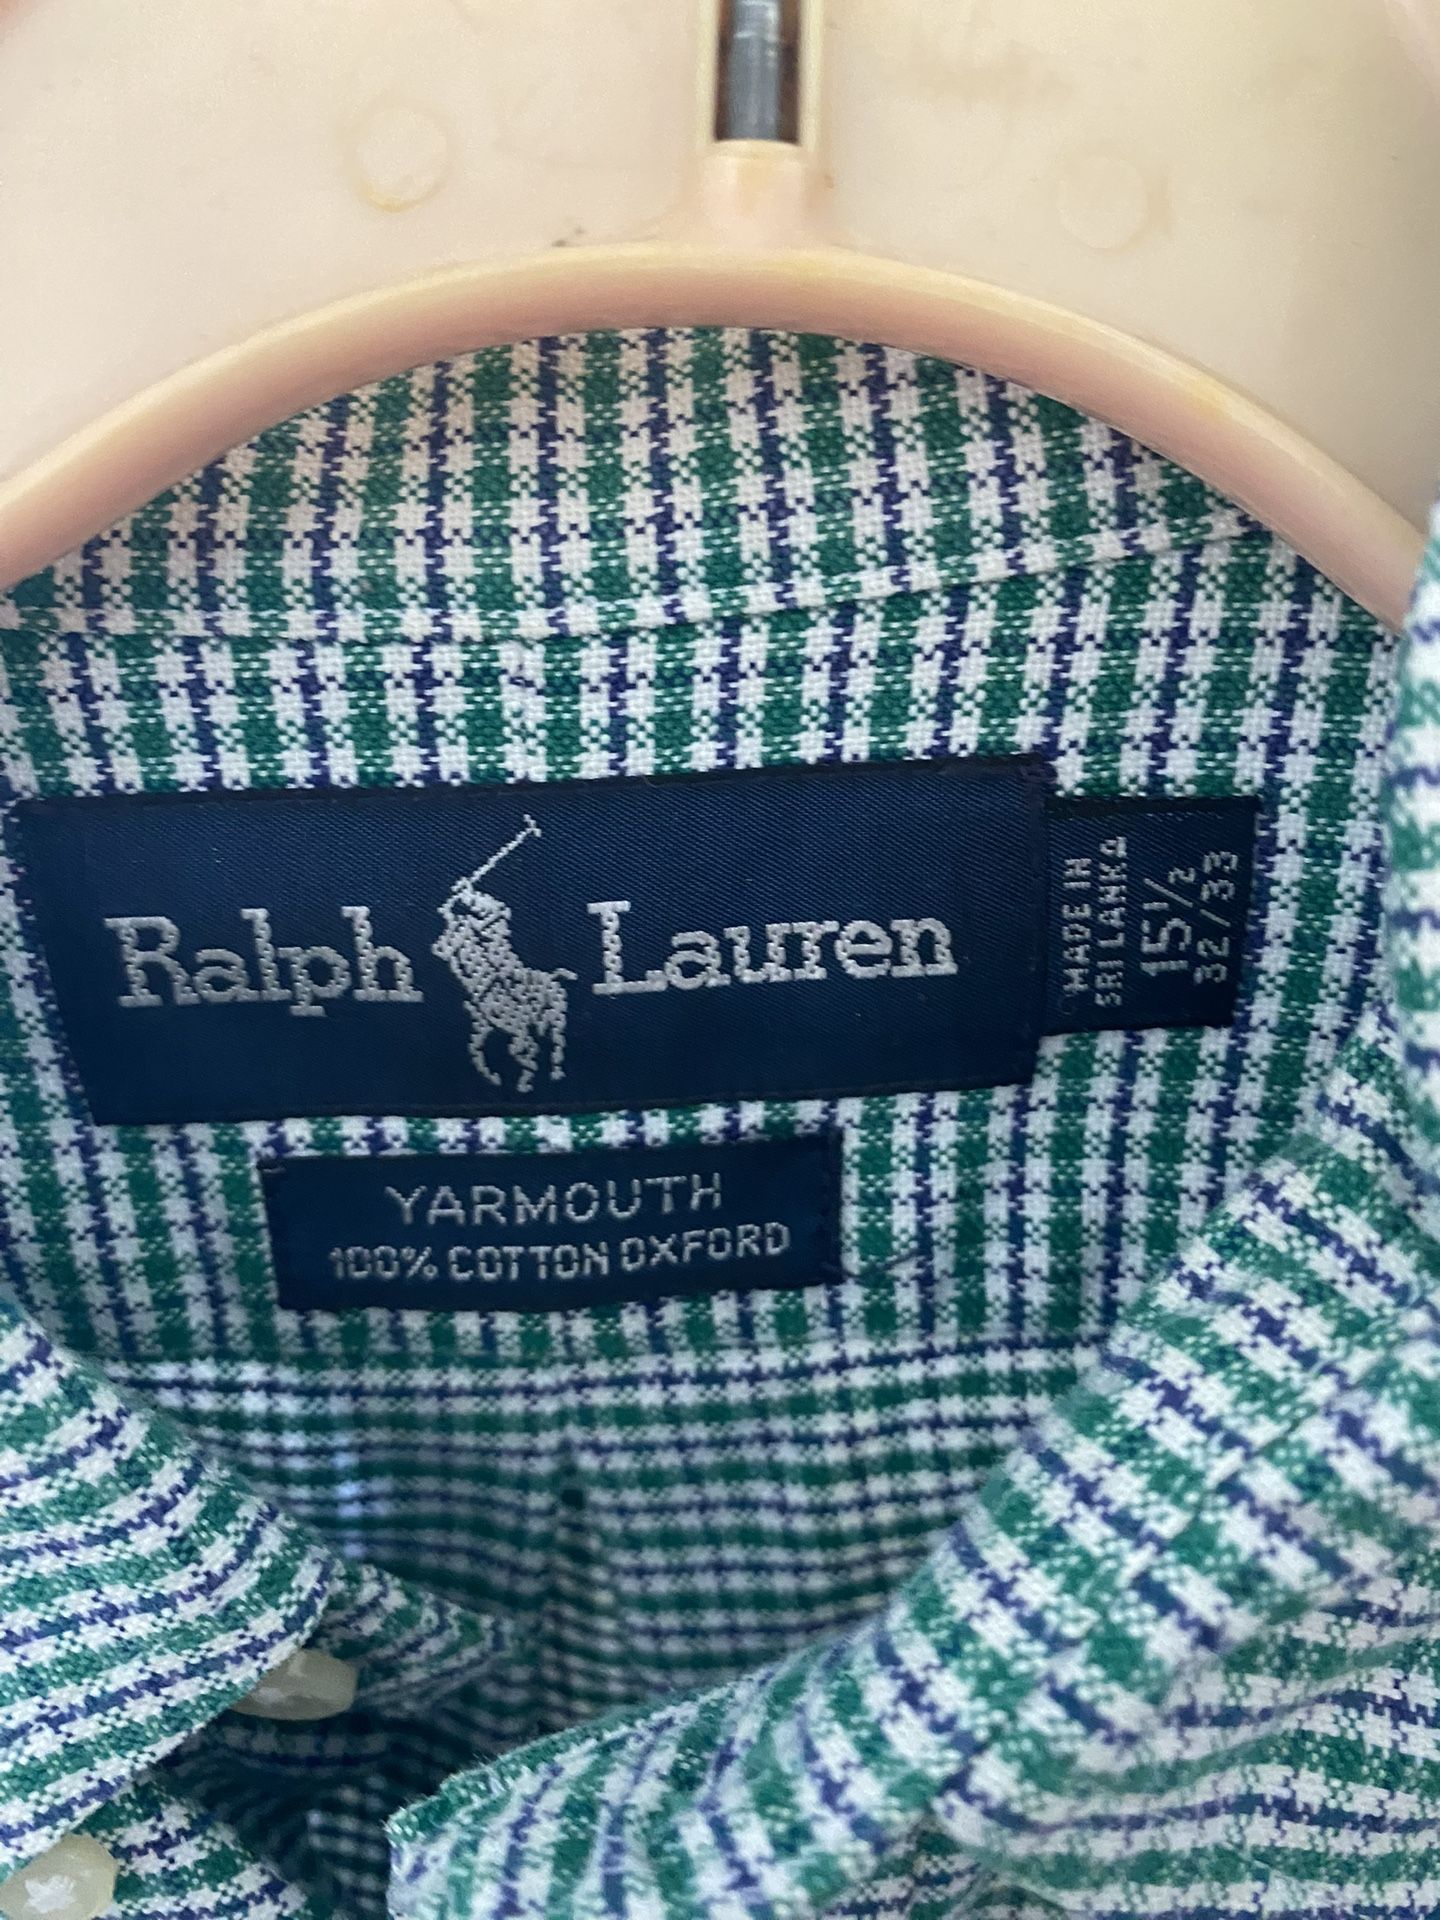 Ralph Lauren
MADE IN
SRI LANKA
15 1/2
32/33
YARMOUTH
100% COTTON OXFORD